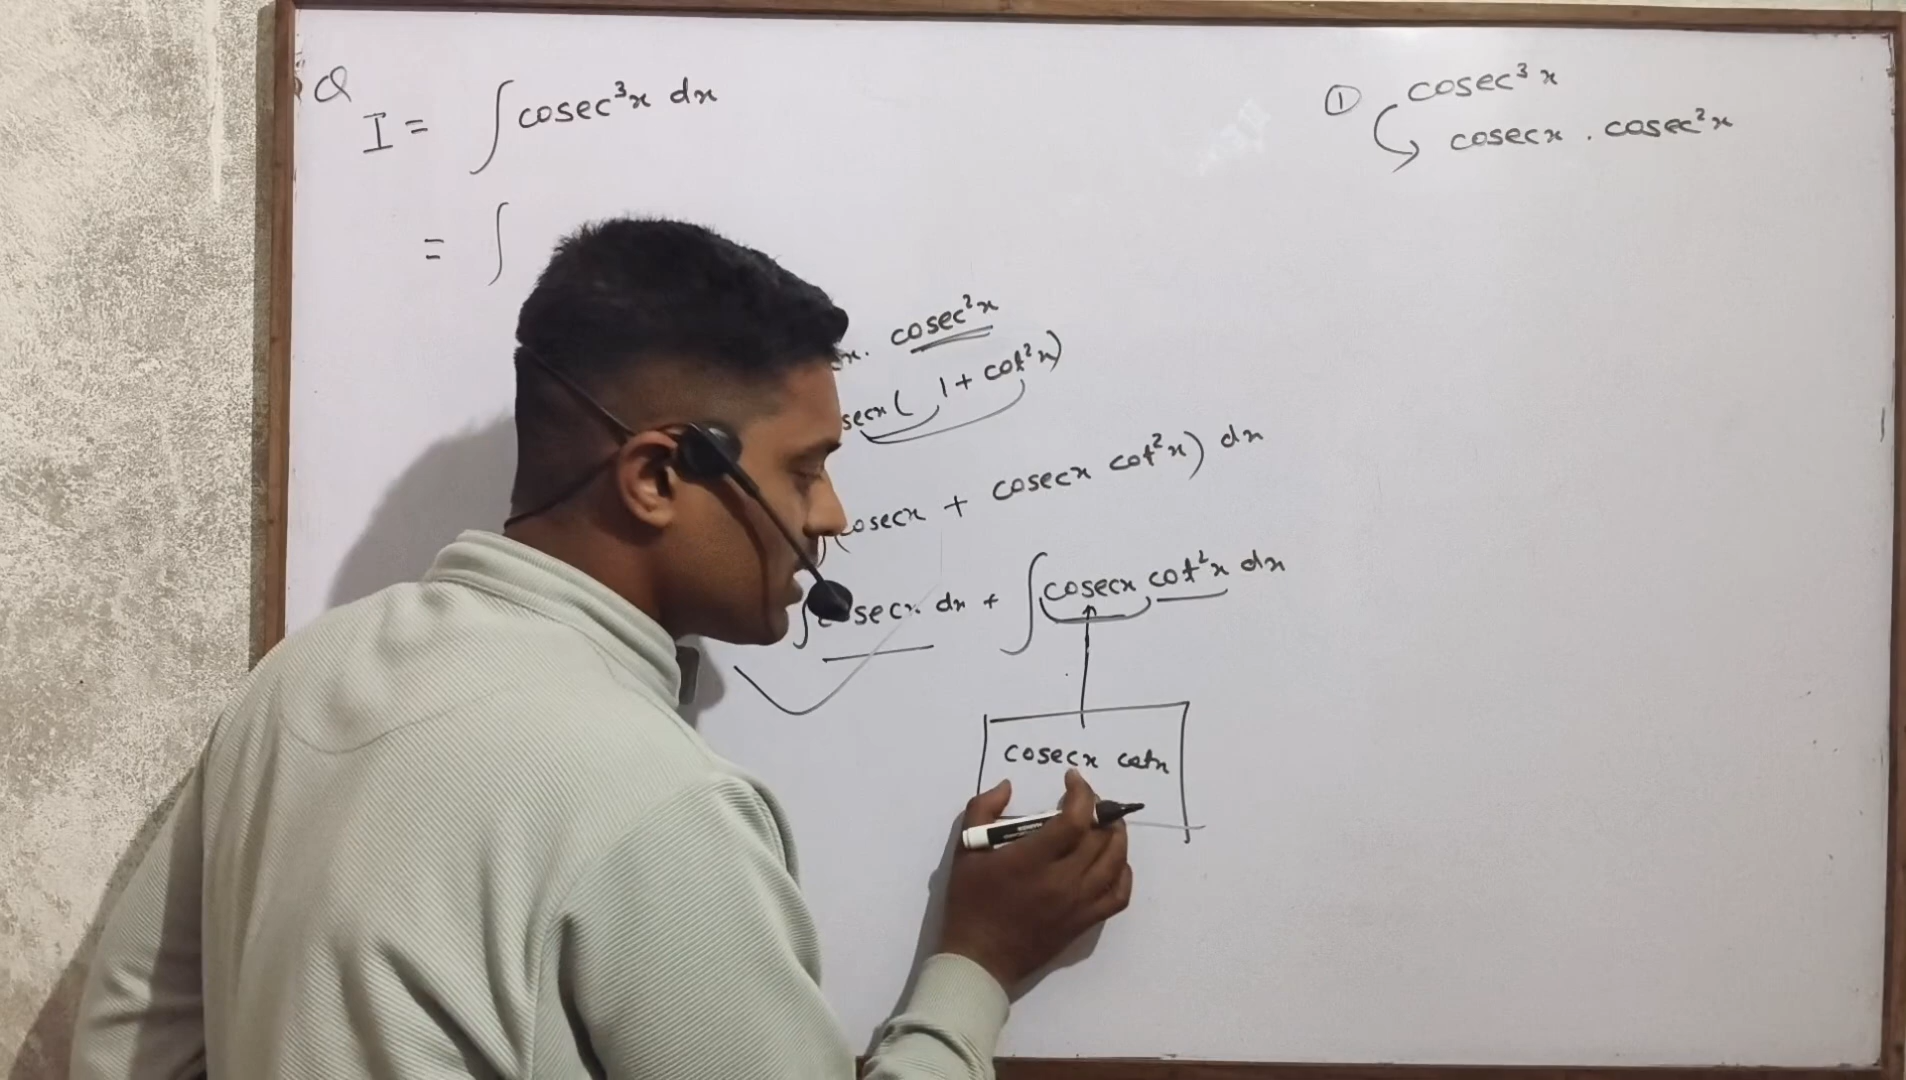 Q
I = ∫ cosec³x dx
= ∫
x. cosec²x
secx ( 1 + cot²x)
(cosecx + cosecx cot²x) dx
∫ cosecx dx + ∫ cosecx cot²x dx
cosecx cotx
① cosec³x
cosecx . cosec²x